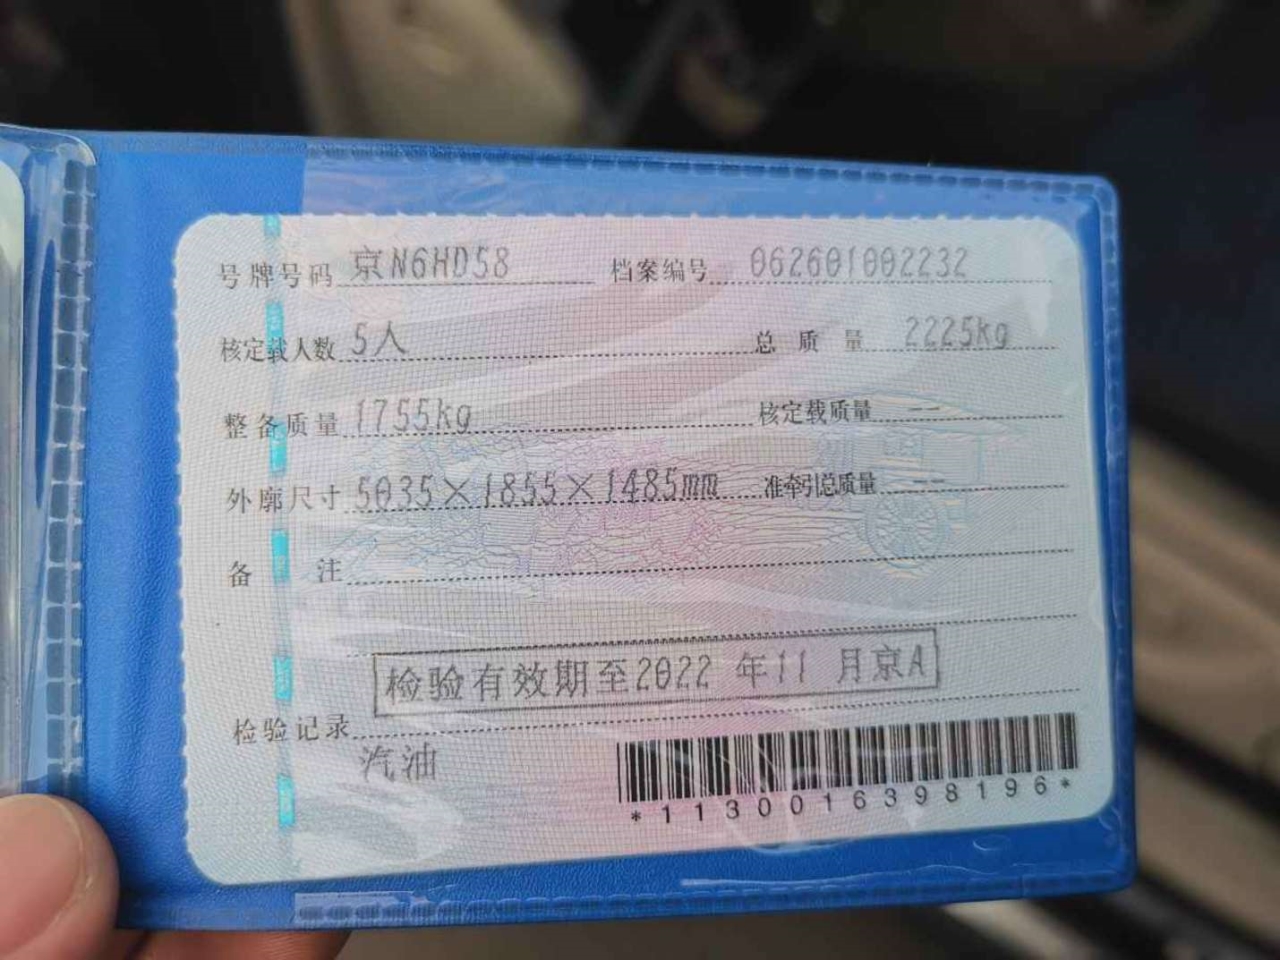 号牌号码 京N6HD58 档案编号 062601002232
核定载人数 5人 总质量 2225kg
整备质量 1755kg 核定载质量 --
外廓尺寸 5035×1855×1485mm 准牵引总质量 --
备注
检验有效期至2022 年11 月京A
检验记录
汽油
*1130016398196*